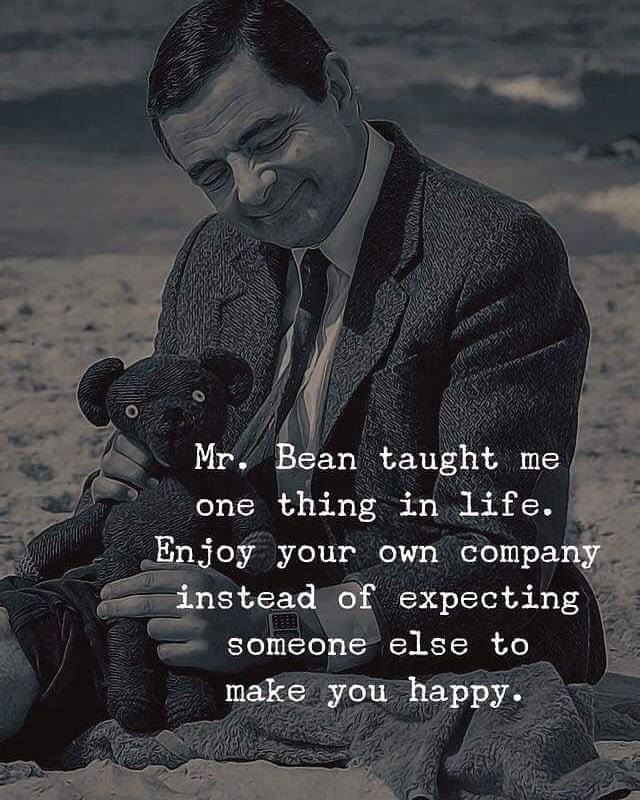 Mr. Bean taught me
one thing in life.
Enjoy your own company
instead of expecting
someone else to
make you happy.